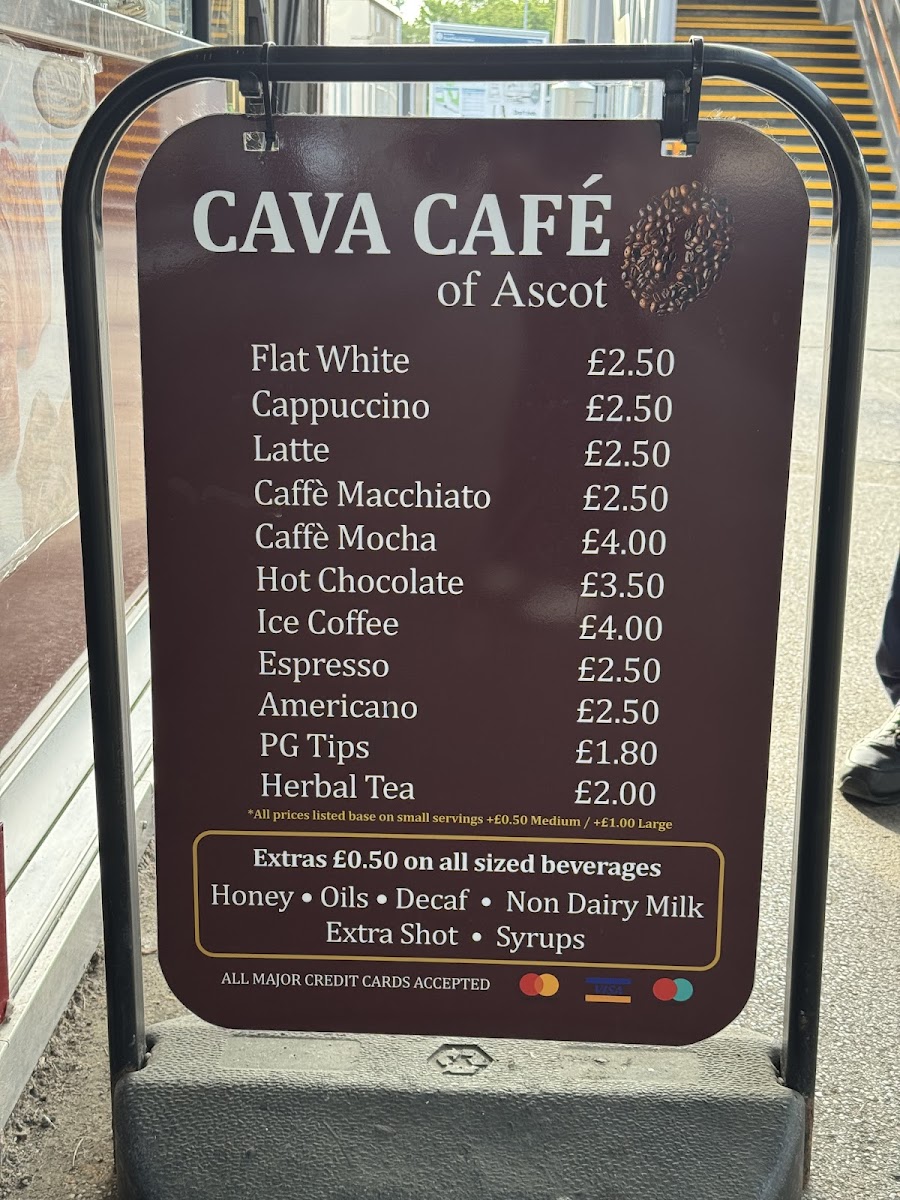 CAVA CAFÉ
of Ascot
Flat White £2.50
Cappuccino £2.50
Latte £2.50
Caffè Macchiato £2.50
Caffè Mocha £4.00
Hot Chocolate £3.50
Ice Coffee £4.00
Espresso £2.50
Americano £2.50
PG Tips £1.80
Herbal Tea £2.00
*All prices listed base on small servings +£0.50 Medium / +£1.00 Large
Extras £0.50 on all sized beverages
Honey • Oils • Decaf • Non Dairy Milk
Extra Shot • Syrups
ALL MAJOR CREDIT CARDS ACCEPTED VISA